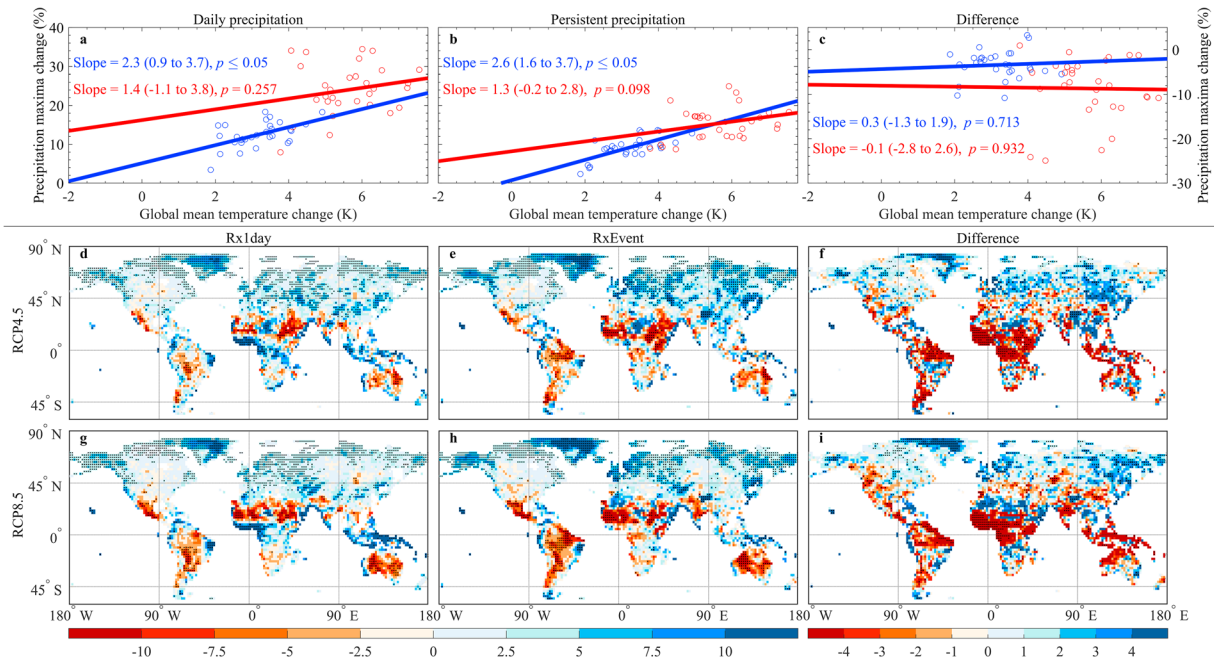 Daily precipitation
Persistent precipitation
Difference
Precipitation maxima change (%)
40
30
20
10
0
a
Slope = 2.3 (0.9 to 3.7), p ≤ 0.05
Slope = 1.4 (-1.1 to 3.8), p = 0.257
b
Slope = 2.6 (1.6 to 3.7), p ≤ 0.05
Slope = 1.3 (-0.2 to 2.8), p = 0.098
c
Slope = 0.3 (-1.3 to 1.9), p = 0.713
Slope = -0.1 (-2.8 to 2.6), p = 0.932
0
-10
-20
-30
Precipitation maxima change (%)
-2 0 2 4 6
-2 0 2 4 6
-2 0 2 4 6
Global mean temperature change (K)
Global mean temperature change (K)
Global mean temperature change (K)
Rx1day
RxEvent
Difference
RCP4.5
90° N
45° N
0°
45° S
d
e
f
RCP8.5
90° N
45° N
0°
45° S
g
h
i
180° W 90° W 0° 90° E 180° W 90° W 0° 90° E 180° W 90° W 0° 90° E 180° E
-10 -7.5 -5 -2.5 0 2.5 5 7.5 10
-4 -3 -2 -1 0 1 2 3 4